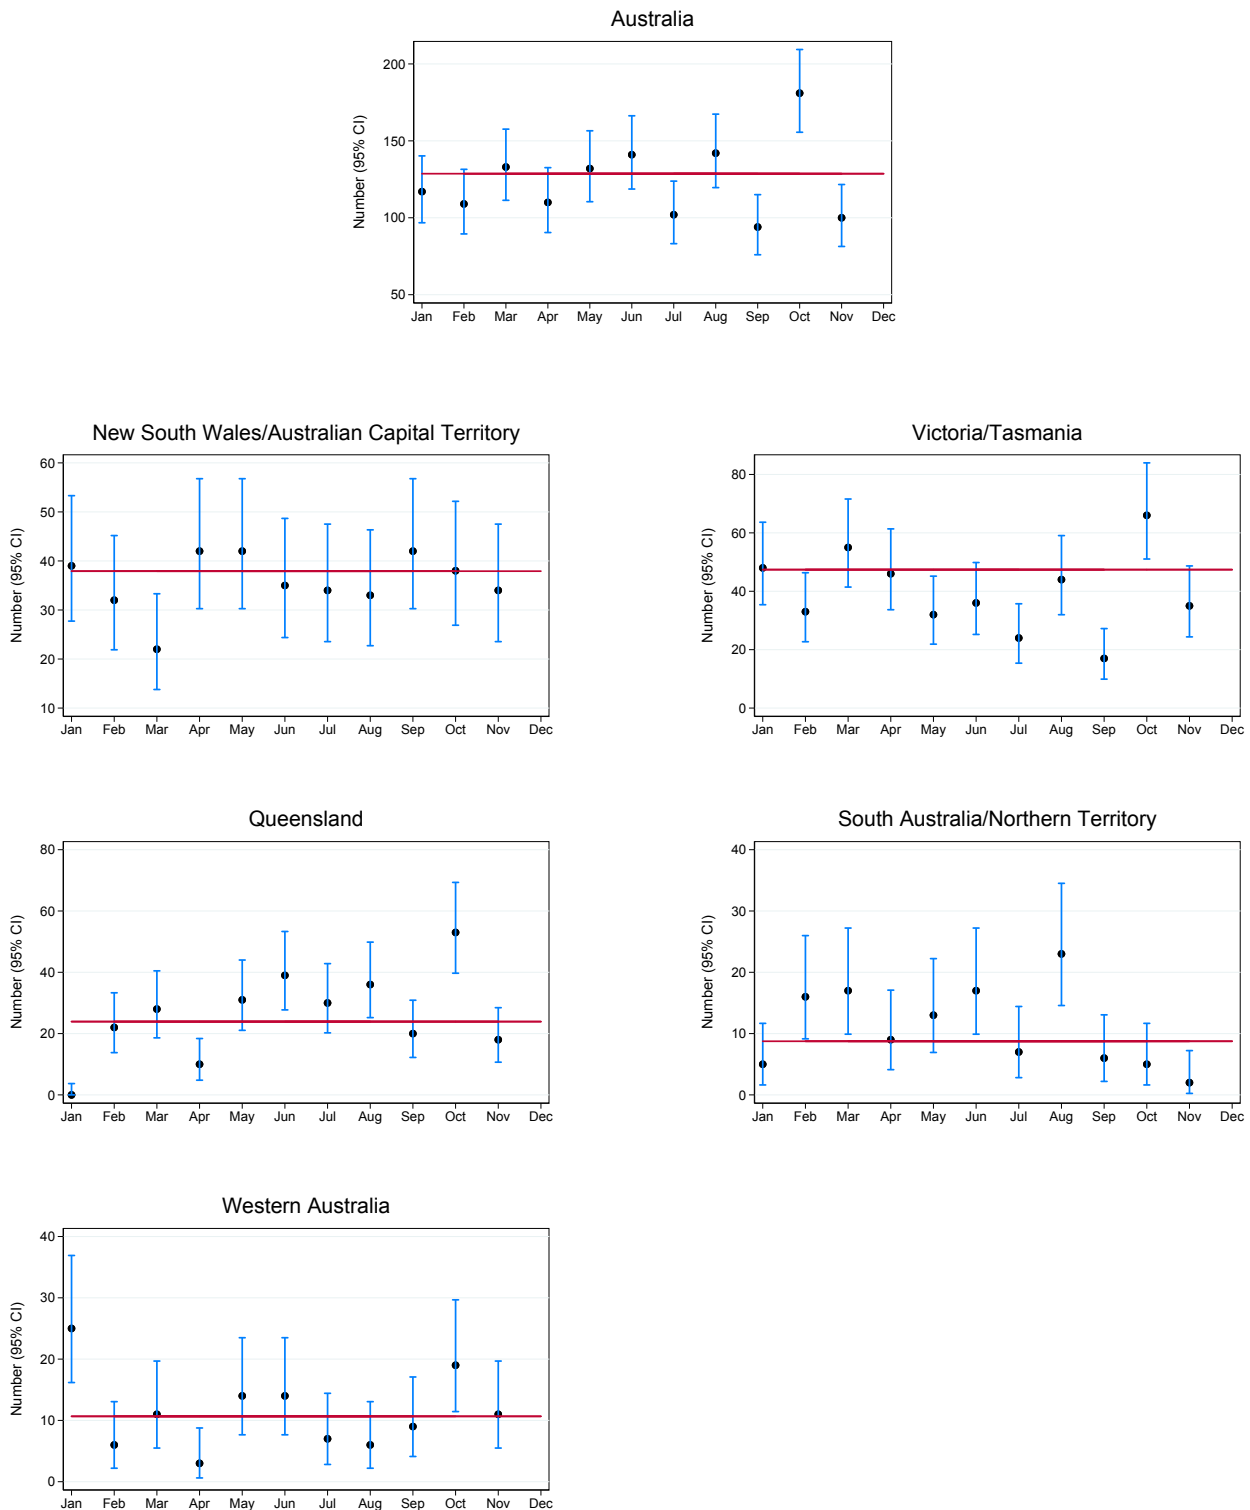 Australia
Number (95% CI)
200
150
100
50
Jan Feb Mar Apr May Jun Jul Aug Sep Oct Nov Dec
New South Wales/Australian Capital Territory
Number (95% CI)
60
50
40
30
20
10
Jan Feb Mar Apr May Jun Jul Aug Sep Oct Nov Dec
Victoria/Tasmania
Number (95% CI)
80
60
40
20
0
Jan Feb Mar Apr May Jun Jul Aug Sep Oct Nov Dec
Queensland
Number (95% CI)
80
60
40
20
0
Jan Feb Mar Apr May Jun Jul Aug Sep Oct Nov Dec
South Australia/Northern Territory
Number (95% CI)
40
30
20
10
0
Jan Feb Mar Apr May Jun Jul Aug Sep Oct Nov Dec
Western Australia
Number (95% CI)
40
30
20
10
0
Jan Feb Mar Apr May Jun Jul Aug Sep Oct Nov Dec